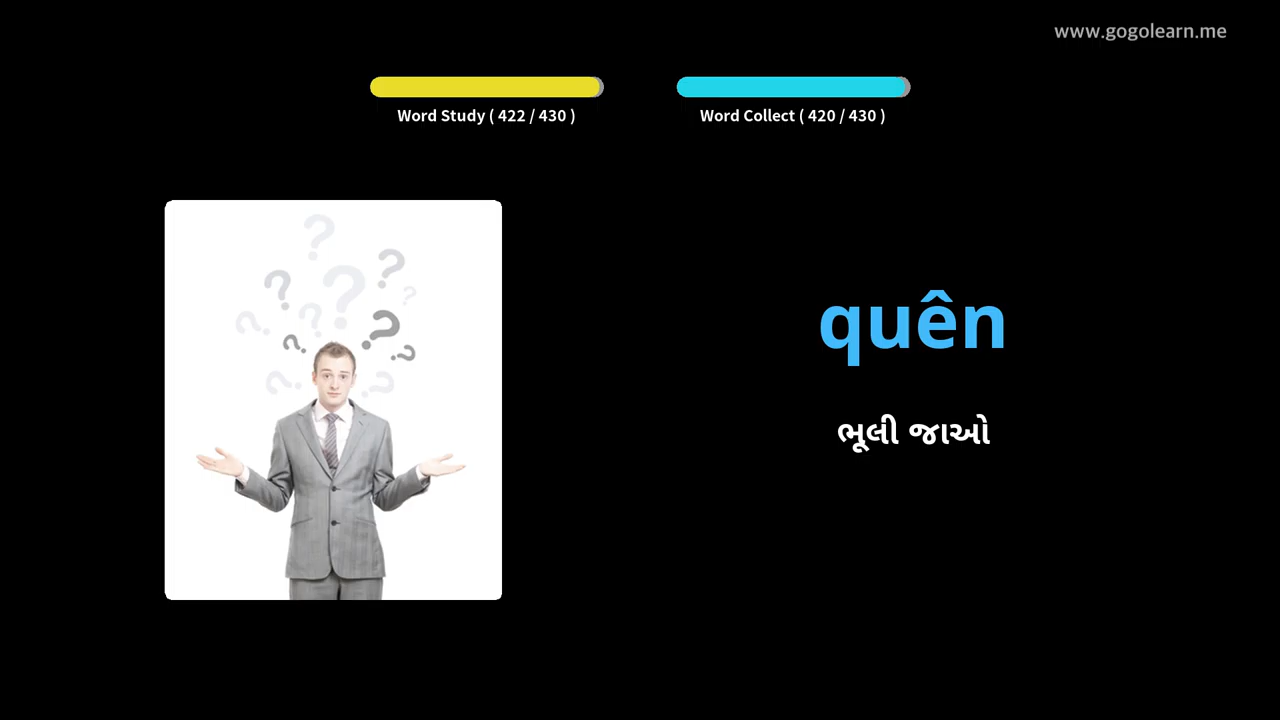 www.gogolearn.me
Word Study ( 422 / 430 )
Word Collect ( 420 / 430 )
quên
ભૂલી જાઓ